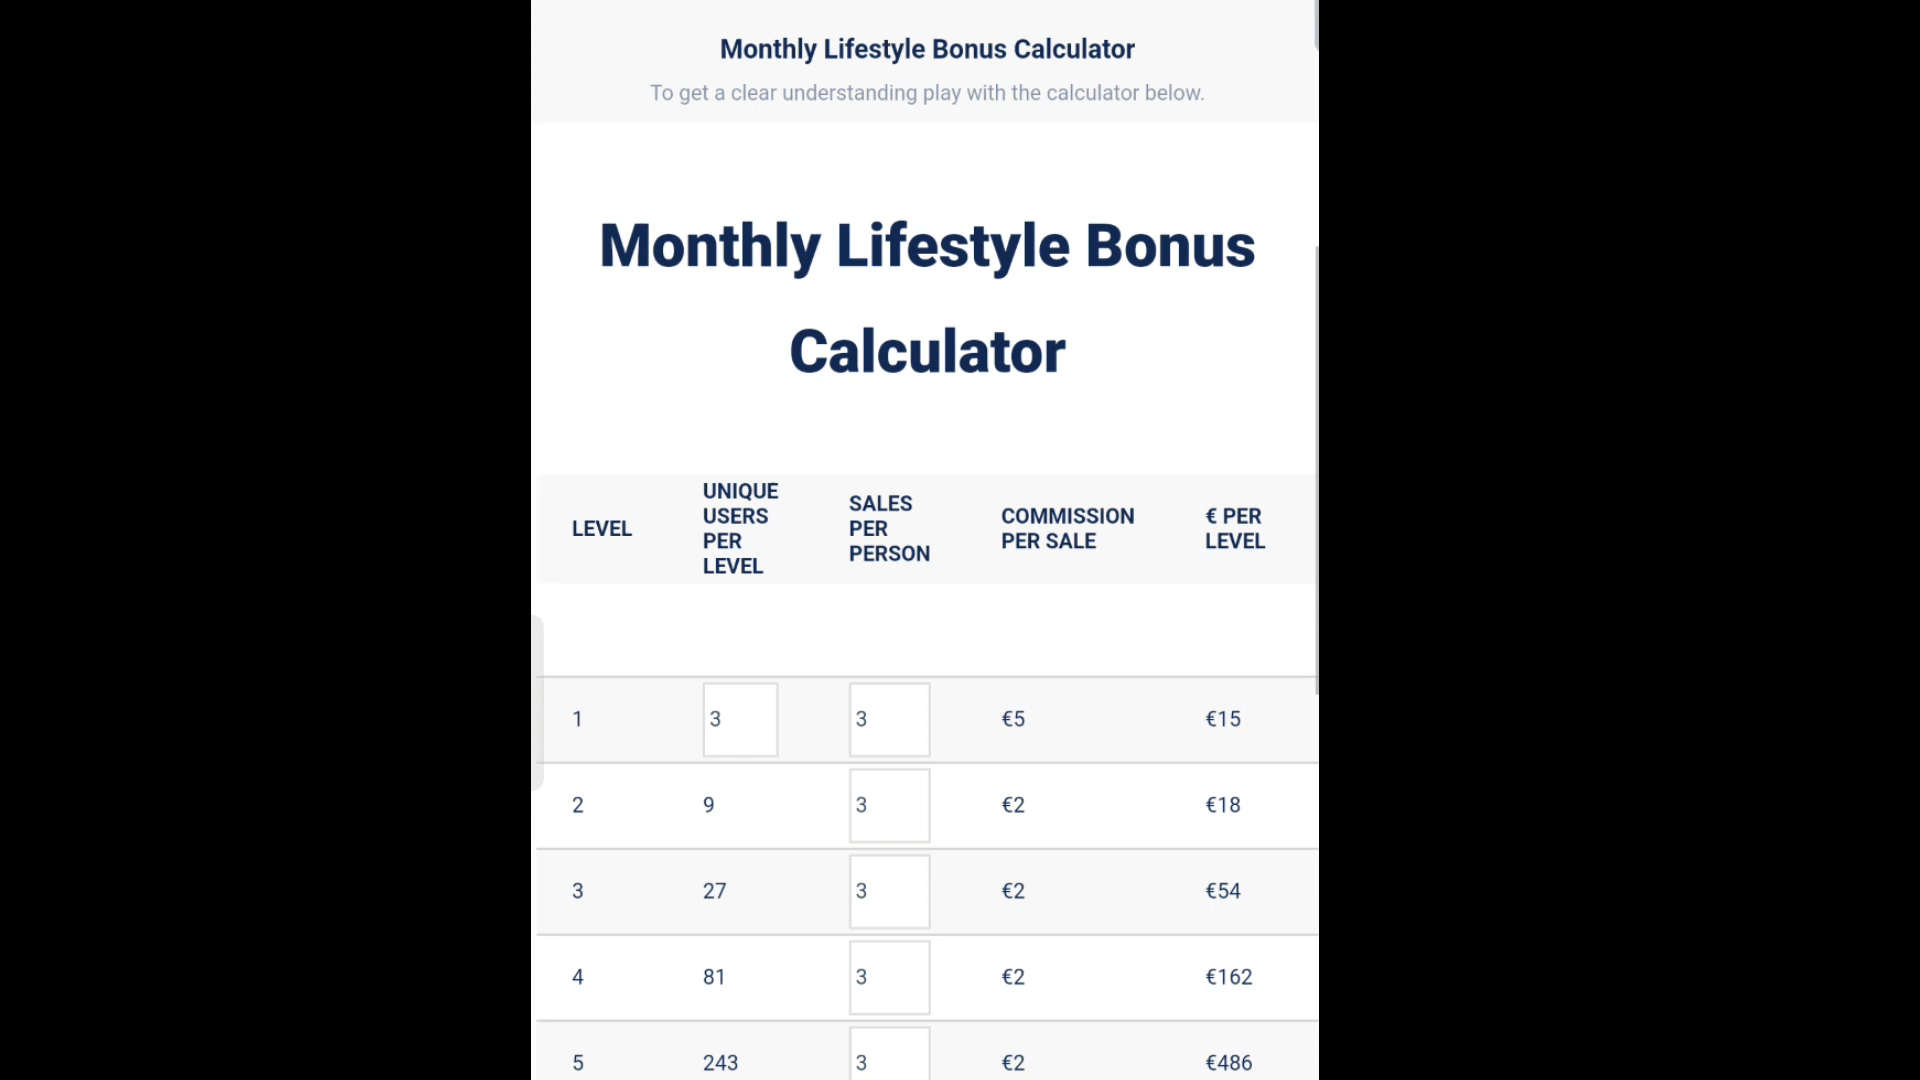 Monthly Lifestyle Bonus Calculator
To get a clear understanding play with the calculator below.
Monthly Lifestyle Bonus
Calculator
LEVEL
UNIQUE
USERS
PER
LEVEL
SALES
PER
PERSON
COMMISSION
PER SALE
€ PER
LEVEL
1 3 3 €5 €15
2 9 3 €2 €18
3 27 3 €2 €54
4 81 3 €2 €162
5 243 3 €2 €486